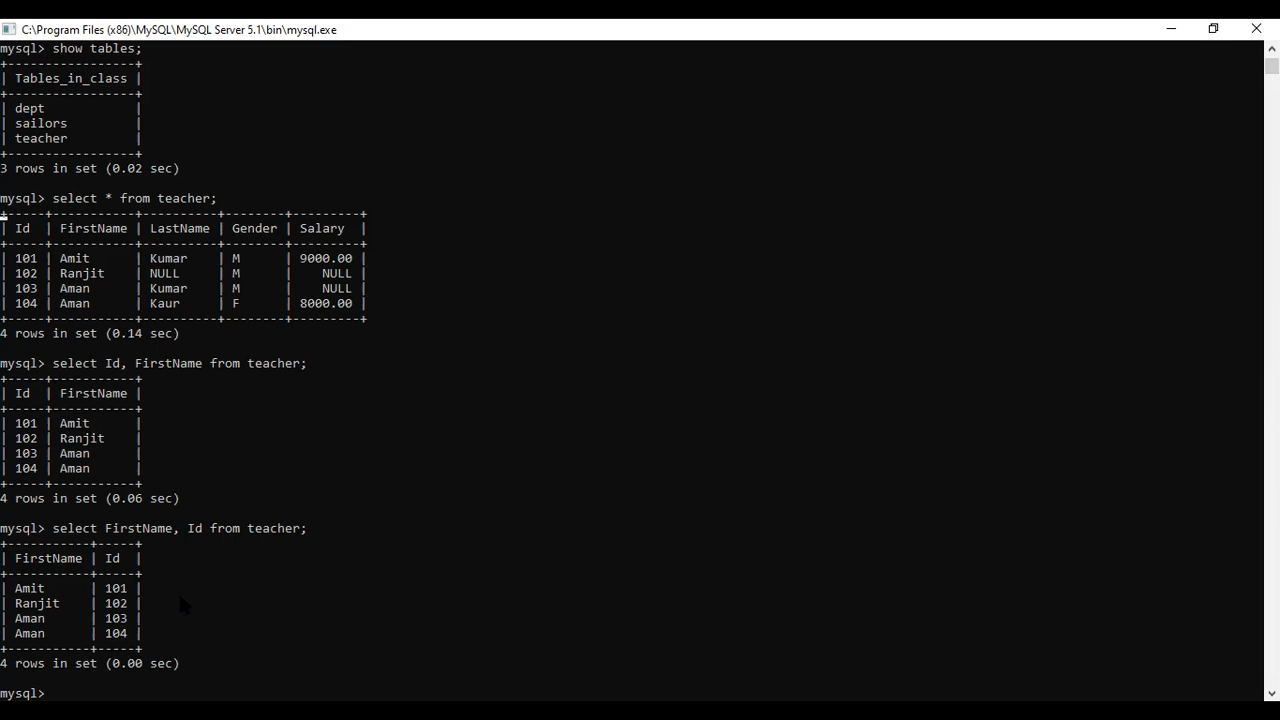 C:\Program Files (x86)\MySQL\MySQL Server 5.1\bin\mysql.exe
mysql> show tables;
+-----------------+
| Tables_in_class |
+-----------------+
| dept            |
| sailors         |
| teacher         |
+-----------------+
3 rows in set (0.02 sec)
mysql> select * from teacher;
+-----+-----------+----------+--------+---------+
| Id  | FirstName | LastName | Gender | Salary  |
+-----+-----------+----------+--------+---------+
| 101 | Amit      | Kumar    | M      | 9000.00 |
| 102 | Ranjit    | NULL     | M      |    NULL |
| 103 | Aman      | Kumar    | M      |    NULL |
| 104 | Aman      | Kaur     | F      | 8000.00 |
+-----+-----------+----------+--------+---------+
4 rows in set (0.14 sec)
mysql> select Id, FirstName from teacher;
+-----+-----------+
| Id  | FirstName |
+-----+-----------+
| 101 | Amit      |
| 102 | Ranjit    |
| 103 | Aman      |
| 104 | Aman      |
+-----+-----------+
4 rows in set (0.06 sec)
mysql> select FirstName, Id from teacher;
+-----------+-----+
| FirstName | Id  |
+-----------+-----+
| Amit      | 101 |
| Ranjit    | 102 |
| Aman      | 103 |
| Aman      | 104 |
+-----------+-----+
4 rows in set (0.00 sec)
mysql>